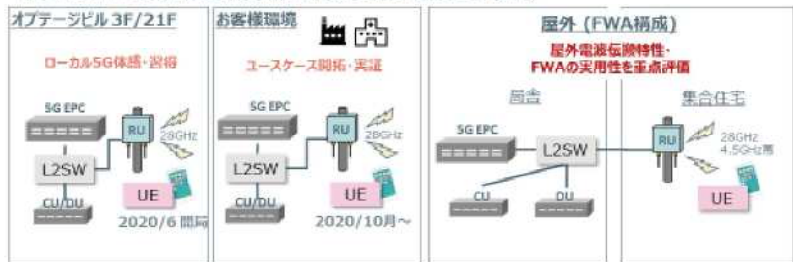 オプテージビル 3F/21F
ローカル5G体感・習得
5G EPC
RU
28GHz
L2SW
UE
CU/DU
2020/6 開局
お客様環境
ユースケース開拓・実証
5G EPC
RU
28GHz
L2SW
UE
CU/DU
2020/10月～
屋外 (FWA構成)
屋外電波伝搬特性・
FWAの実用性を重点評価
局舎
集合住宅
5G EPC
L2SW
RU
28GHz
4.5GHz帯
CU
DU
UE